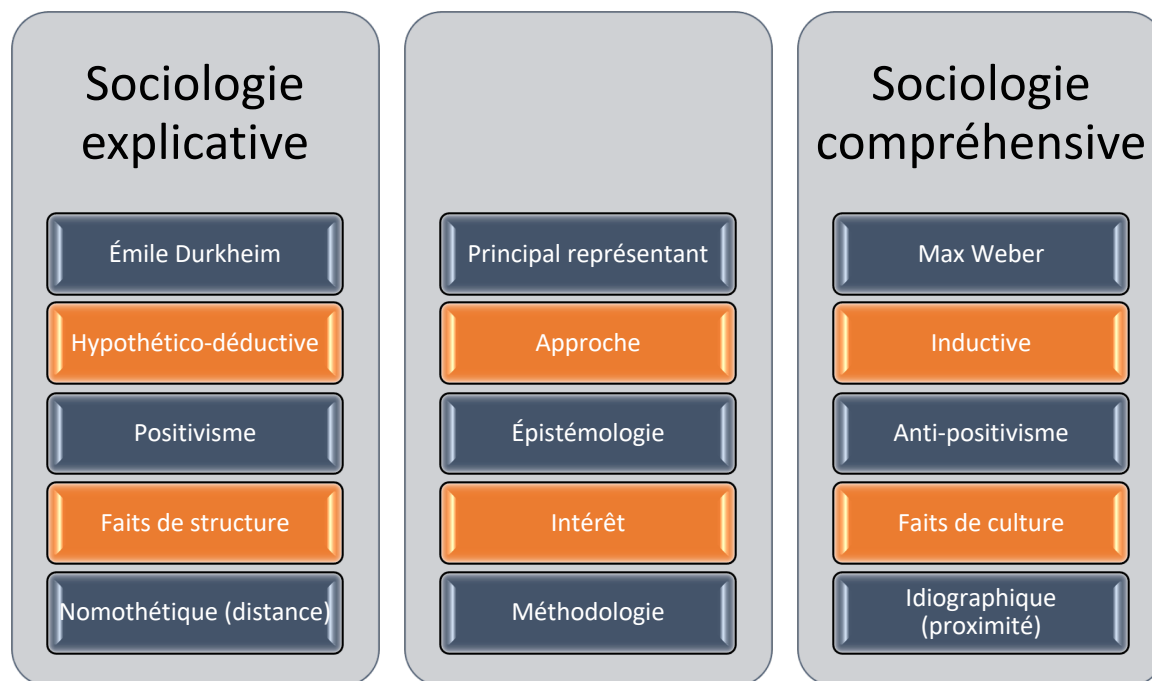 Sociologie
explicative
Émile Durkheim
Hypothético-déductive
Positivisme
Faits de structure
Nomothétique (distance)
Principal représentant
Approche
Épistémologie
Intérêt
Méthodologie
Sociologie
compréhensive
Max Weber
Inductive
Anti-positivisme
Faits de culture
Idiographique
(proximité)